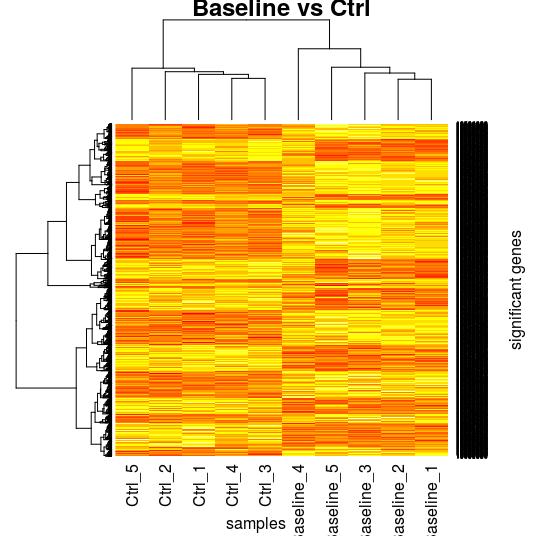 Baseline vs Ctrl
significant genes
Ctrl_5
Ctrl_2
Ctrl_1
Ctrl_4
Ctrl_3
Baseline_4
Baseline_5
Baseline_3
Baseline_2
Baseline_1
samples